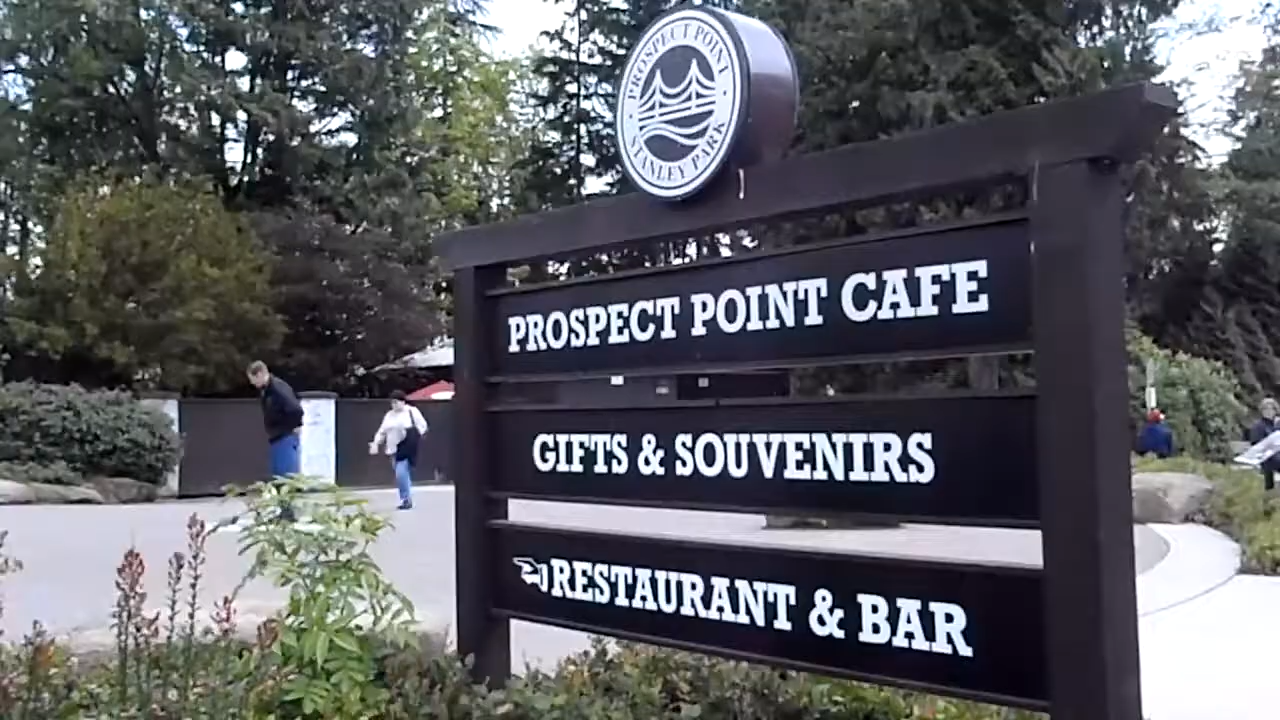 PROSPECT POINT
STANLEY PARK
PROSPECT POINT CAFE
GIFTS & SOUVENIRS
RESTAURANT & BAR